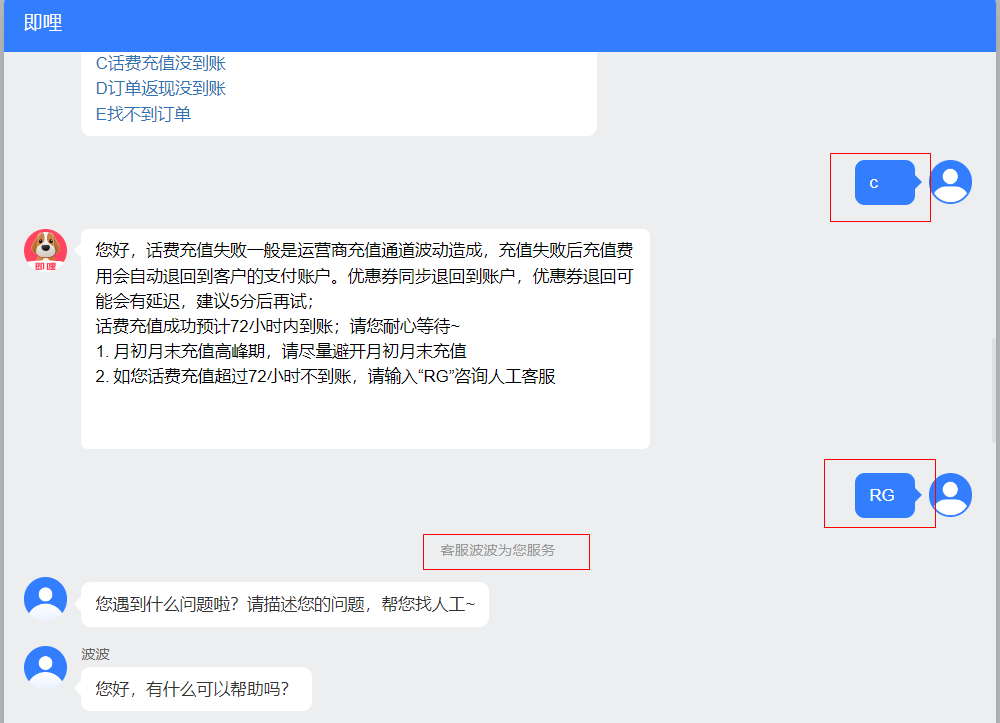 即哩
C话费充值没到账
D订单返现没到账
E找不到订单
c
您好，话费充值失败一般是运营商充值通道波动造成，充值失败后充值费
用会自动退回到客户的支付账户。优惠券同步退回到账户，优惠券退回可
能会有延迟，建议5分后再试；
话费充值成功预计72小时内到账；请您耐心等待~
1. 月初月末充值高峰期，请尽量避开月初月末充值
2. 如您话费充值超过72小时不到账，请输入“RG”咨询人工客服
即哩
RG
客服波波为您服务
您遇到什么问题啦？请描述您的问题，帮您找人工~
波波
您好，有什么可以帮助吗？